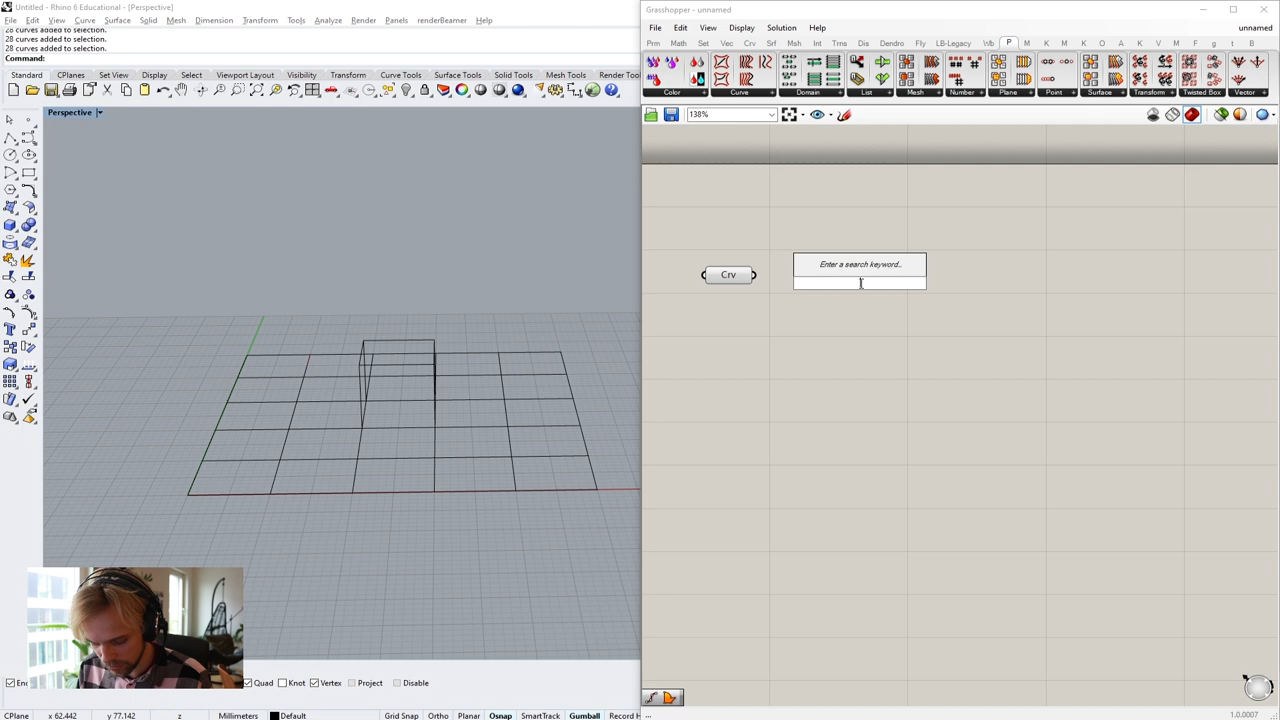 Untitled - Rhino 6 Educational - [Perspective]
File Edit View Curve Surface Solid Mesh Dimension Transform Tools Analyze Render Panels renderBeamer Help
28 curves added to selection.
28 curves added to selection.
28 curves added to selection.
Command:
Standard CPlanes Set View Display Select Viewport Layout Visibility Transform Curve Tools Surface Tools Solid Tools Mesh Tools Render Tools
Perspective
Quad Knot Vertex Project Disable
CPlane x 62.442 y 77.142 z Millimeters Default Grid Snap Ortho Planar Osnap SmartTrack Gumball Record H
Grasshopper - unnamed
File Edit View Display Solution Help unnamed
Prm Math Set Vec Crv Srf Msh Int Trns Dis Dendro Fly LB-Legacy Wb P M K M K O A K V M F g t B
Color Curve Domain List Mesh Number Plane Point Surface Transform Twisted Box Vector
138%
Crv
Enter a search keyword..
...
1.0.0007